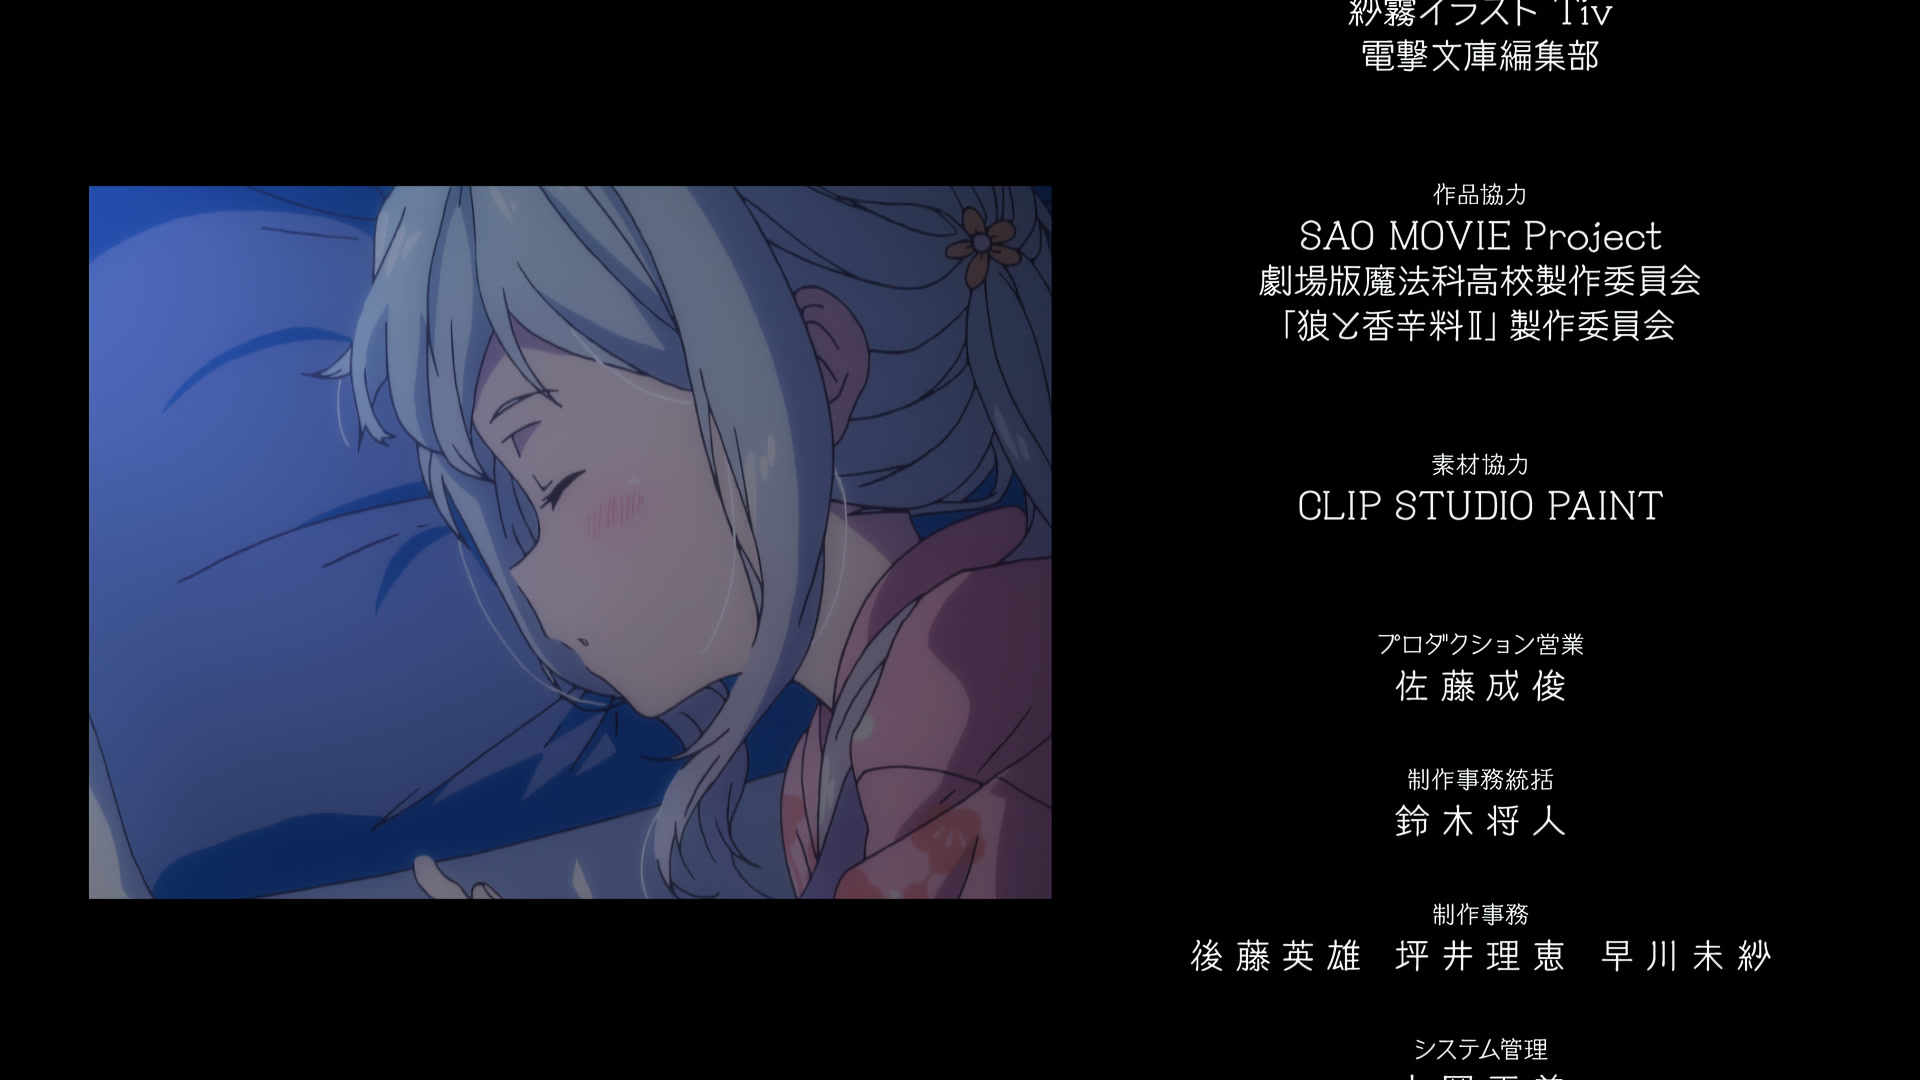 紗霧イラスト Tiv
電撃文庫編集部
作品協力
SAO MOVIE Project
劇場版魔法科高校製作委員会
「狼と香辛料Ⅱ」製作委員会
素材協力
CLIP STUDIO PAINT
プロダクション営業
佐藤成俊
制作事務統括
鈴木将人
制作事務
後藤英雄 坪井理恵 早川未紗
システム管理